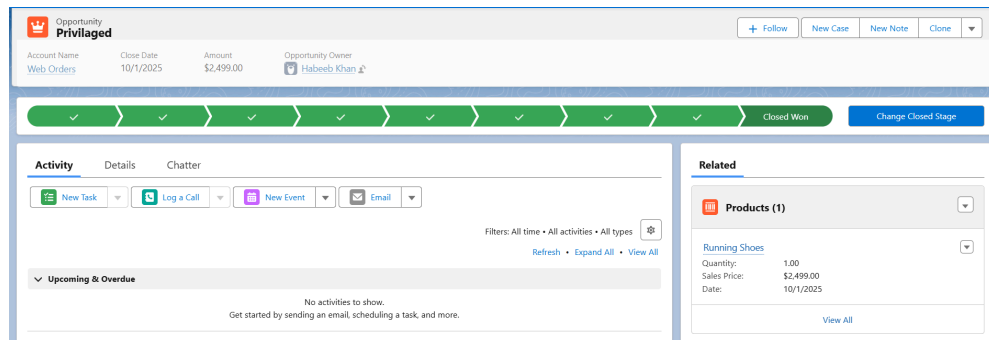 Opportunity
Privilaged
+ Follow
New Case
New Note
Clone
Account Name
Close Date
Amount
Opportunity Owner
Web Orders
10/1/2025
$2,499.00
Habeeb Khan
Closed Won
Change Closed Stage
Activity
Details
Chatter
New Task
Log a Call
New Event
Email
Filters: All time • All activities • All types
Refresh • Expand All • View All
Upcoming & Overdue
No activities to show.
Get started by sending an email, scheduling a task, and more.
Related
Products (1)
Running Shoes
Quantity: 1.00
Sales Price: $2,499.00
Date: 10/1/2025
View All